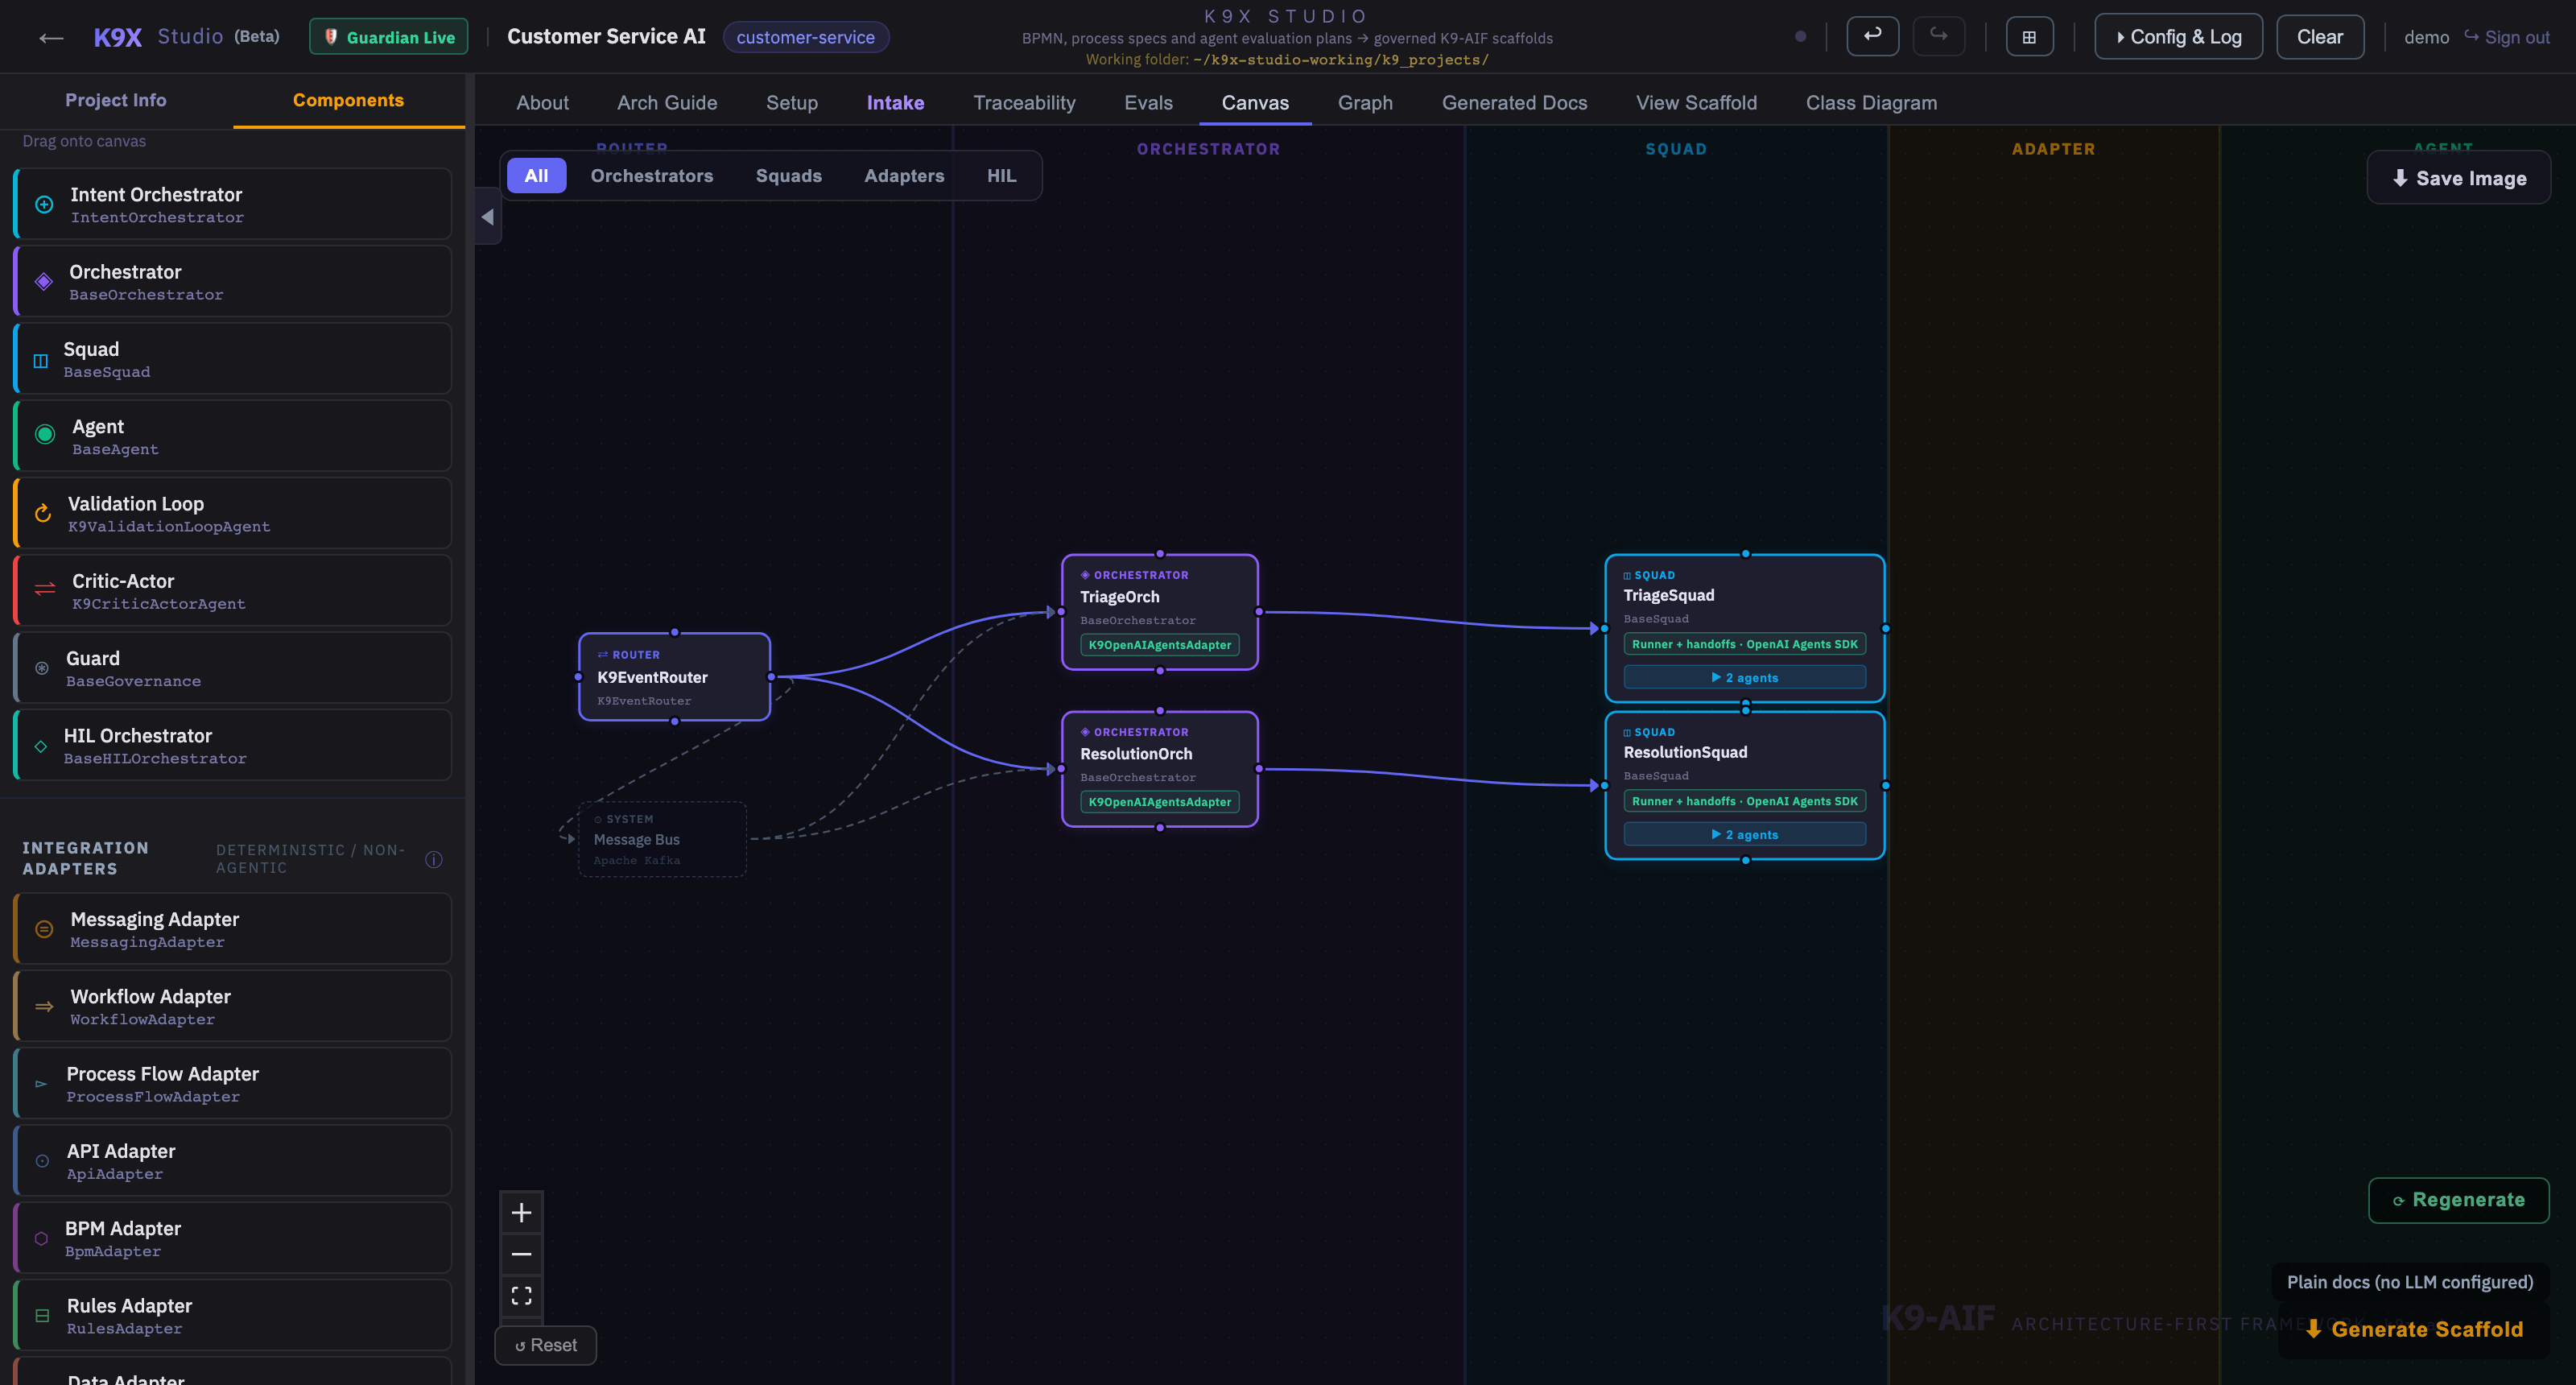 ← K9X Studio (Beta) Guardian Live Customer Service AI customer-service
K9X STUDIO
BPMN, process specs and agent evaluation plans → governed K9-AIF scaffolds
Working folder: ~/k9x-studio-working/k9_projects/
Config & Log Clear demo Sign out
Project Info Components
Drag onto canvas
Intent Orchestrator
IntentOrchestrator
Orchestrator
BaseOrchestrator
Squad
BaseSquad
Agent
BaseAgent
Validation Loop
K9ValidationLoopAgent
Critic-Actor
K9CriticActorAgent
Guard
BaseGovernance
HIL Orchestrator
BaseHILOrchestrator
INTEGRATION ADAPTERS
DETERMINISTIC / NON-AGENTIC
Messaging Adapter
MessagingAdapter
Workflow Adapter
WorkflowAdapter
Process Flow Adapter
ProcessFlowAdapter
API Adapter
ApiAdapter
BPM Adapter
BpmAdapter
Rules Adapter
RulesAdapter
Data Adapter
About Arch Guide Setup Intake Traceability Evals Canvas Graph Generated Docs View Scaffold Class Diagram
ROUTER ORCHESTRATOR SQUAD ADAPTER AGENT
All Orchestrators Squads Adapters HIL
Save Image
ROUTER
K9EventRouter
K9EventRouter
SYSTEM
Message Bus
Apache Kafka
ORCHESTRATOR
TriageOrch
BaseOrchestrator
K9OpenAIAgentsAdapter
ORCHESTRATOR
ResolutionOrch
BaseOrchestrator
K9OpenAIAgentsAdapter
SQUAD
TriageSquad
BaseSquad
Runner + handoffs · OpenAI Agents SDK
2 agents
SQUAD
ResolutionSquad
BaseSquad
Runner + handoffs · OpenAI Agents SDK
2 agents
Reset
Regenerate
Plain docs (no LLM configured)
K9-AIF ARCHITECTURE-FIRST
Generate Scaffold